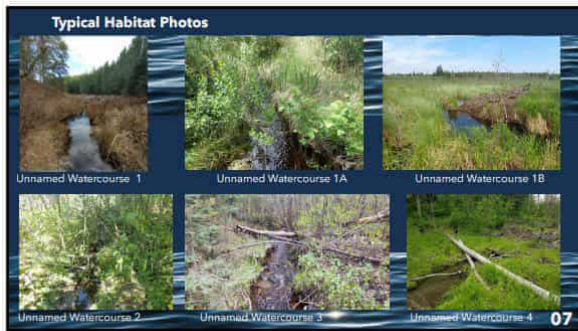 Typical Habitat Photos
Unnamed Watercourse 1
Unnamed Watercourse 1A
Unnamed Watercourse 1B
Unnamed Watercourse 2
Unnamed Watercourse 3
Unnamed Watercourse 4
07